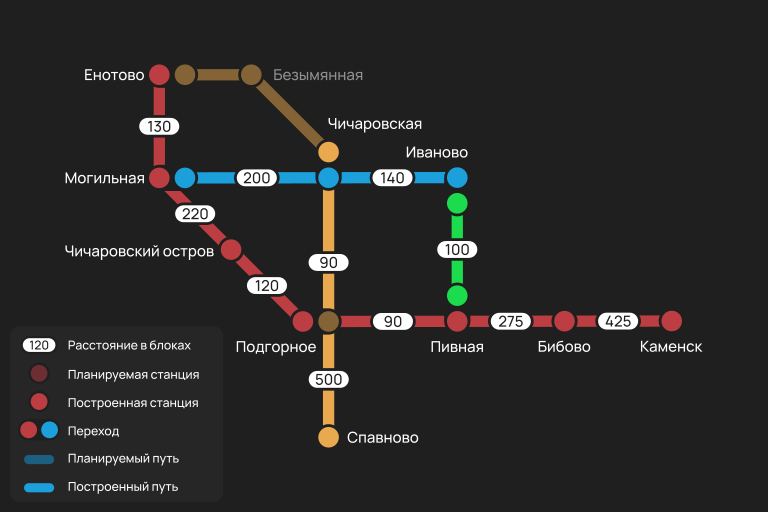 Енотово
Безымянная
Чичаровская
130
Иваново
Могильная
200
140
220
Чичаровский остров
90
100
120
90
275
425
Подгорное
Пивная
Бибово
Каменск
500
Спавново
120
Расстояние в блоках
Планируемая станция
Построенная станция
Переход
Планируемый путь
Построенный путь